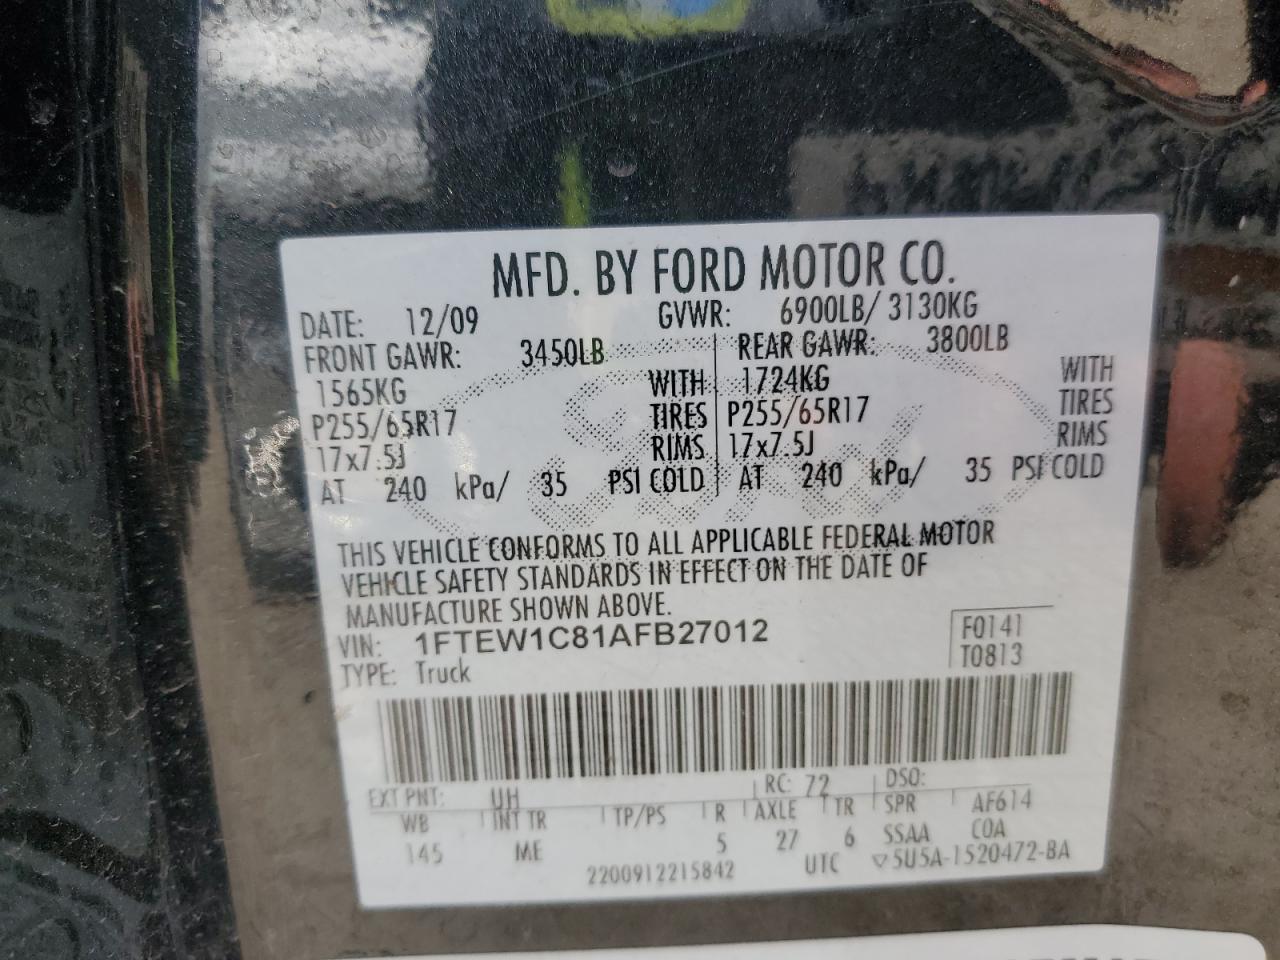 MFD. BY FORD MOTOR CO.
DATE: 12/09 GVWR: 6900LB/ 3130KG
FRONT GAWR: 3450LB REAR GAWR: 3800LB
1565KG WITH 1724KG WITH
P255/65R17 TIRES P255/65R17 TIRES
17x7.5J RIMS 17x7.5J RIMS
AT 240 kPa/ 35 PSI COLD AT 240 kPa/ 35 PSI COLD
THIS VEHICLE CONFORMS TO ALL APPLICABLE FEDERAL MOTOR
VEHICLE SAFETY STANDARDS IN EFFECT ON THE DATE OF
MANUFACTURE SHOWN ABOVE.
VIN: 1FTEW1C81AFB27012 F0141
TYPE: Truck T0813
EXT PNT: UH RC: 72 DSO:
WB INT TR TP/PS R AXLE TR SPR AF614
145 ME 5 27 6 SSAA COA
2200912215842 UTC ▽5U5A-1520472-BA